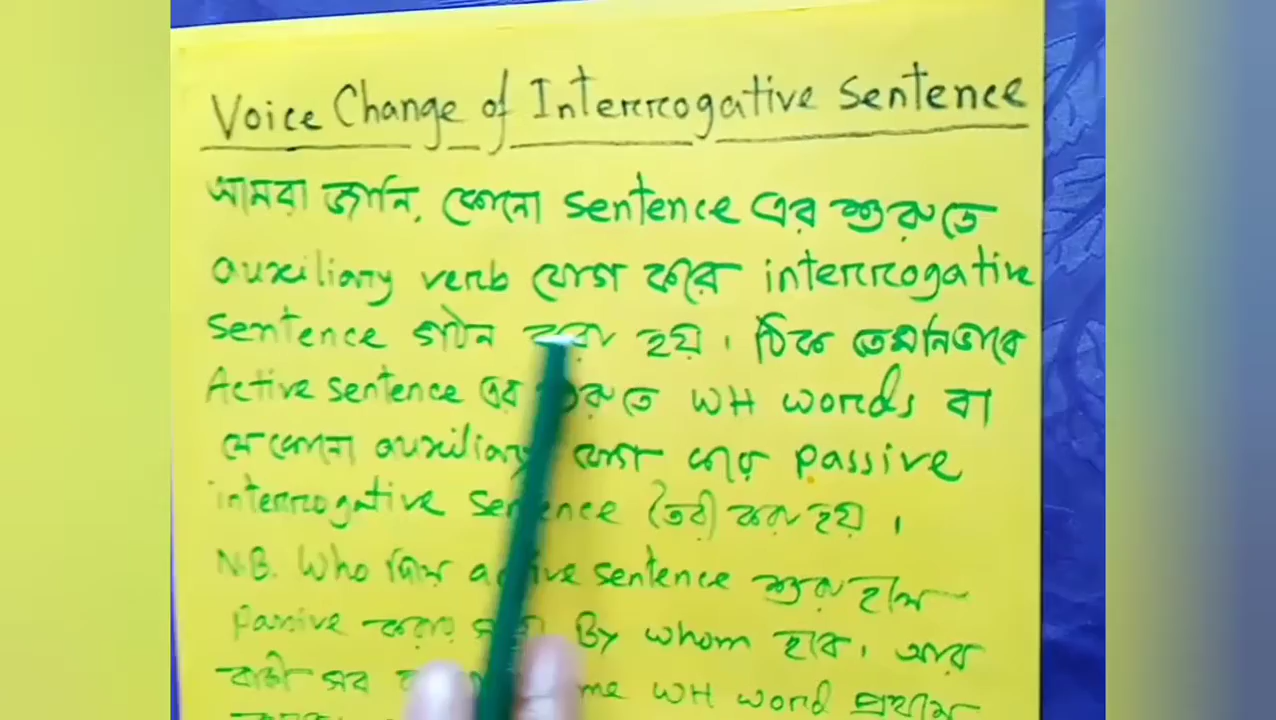 Voice Change of Interrogative Sentence
আমরা জানি, কোনো sentence এর শুরুতে
auxiliary verb যোগ করে interrogative
sentence গঠন করা হয়। ঠিক তেমনিভাবে
Active sentence এর শুরুতে WH words বা
যেকোনো auxiliary যোগ করে passive
interrogative sentence তৈরী করা হয়।
N.B. Who দিয়ে active sentence শুরু হলে
passive করার By whom হবে। আর
বাকী সব WH word প্রথমে